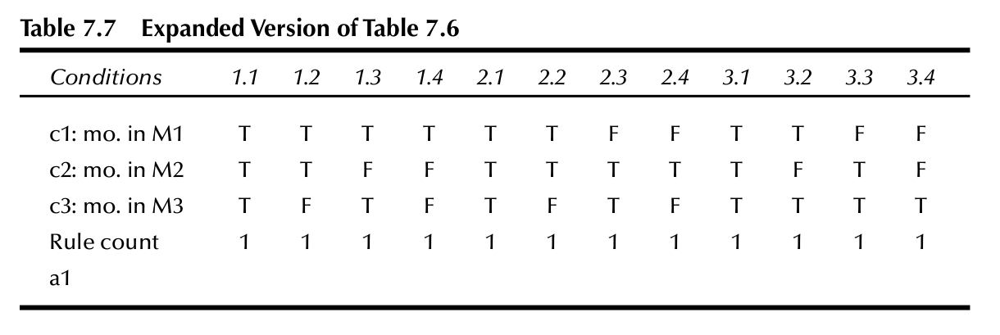 Table 7.7 Expanded Version of Table 7.6
Conditions 1.1 1.2 1.3 1.4 2.1 2.2 2.3 2.4 3.1 3.2 3.3 3.4
c1: mo. in M1 T T T T T T F F T T F F
c2: mo. in M2 T T F F T T T T T F T F
c3: mo. in M3 T F T F T F T F T T T T
Rule count 1 1 1 1 1 1 1 1 1 1 1 1
a1